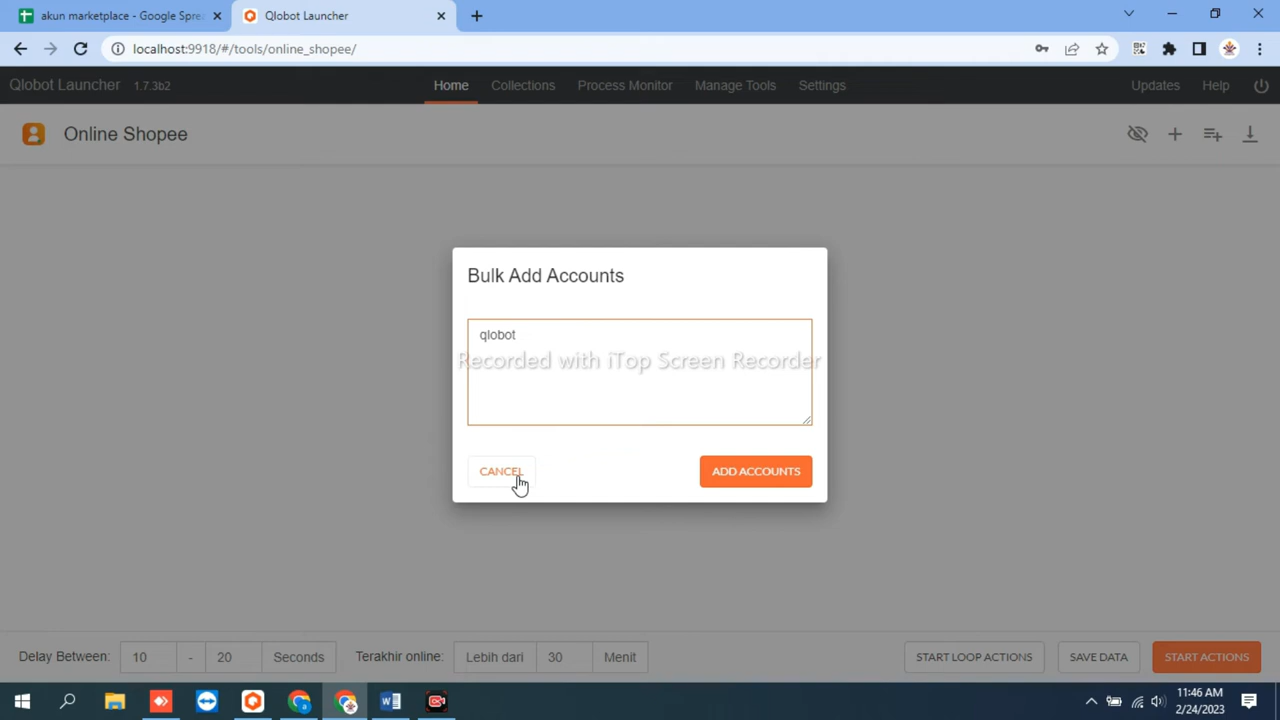 akun marketplace - Google Spre
Qlobot Launcher
localhost:9918/#/tools/online_shopee/
Qlobot Launcher 1.7.3b2
Home Collections Process Monitor Manage Tools Settings Updates Help
Online Shopee
Bulk Add Accounts
qlobot
Recorded with iTop Screen Recorder
CANCEL ADD ACCOUNTS
Delay Between: 10 - 20 Seconds Terakhir online: Lebih dari 30 Menit START LOOP ACTIONS SAVE DATA START ACTIONS
11:46 AM
2/24/2023